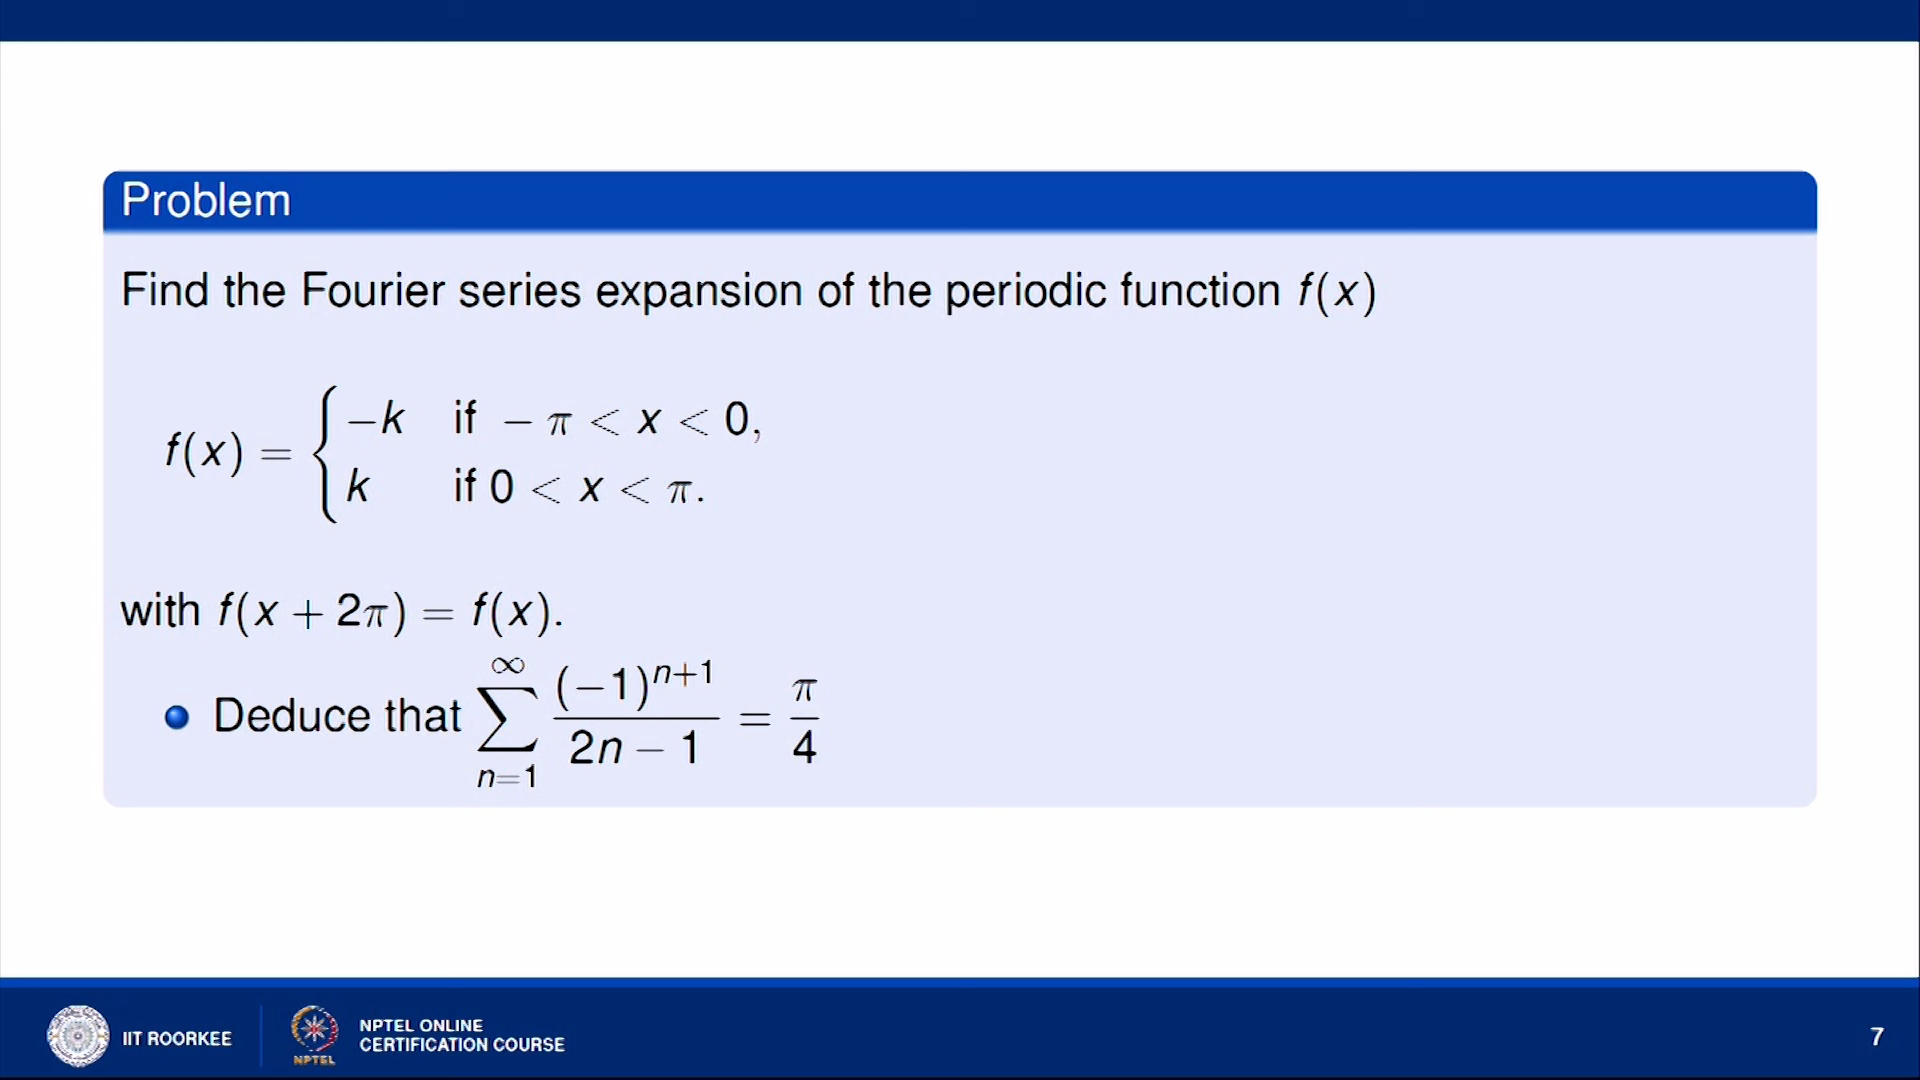 Problem
Find the Fourier series expansion of the periodic function f(x)
f(x) = { −k if − π < x < 0,
k if 0 < x < π.
with f(x + 2π) = f(x).
• Deduce that ∑_{n=1}^{∞} (−1)^{n+1} / (2n − 1) = π/4
IIT ROORKEE
NPTEL
NPTEL ONLINE
CERTIFICATION COURSE
7